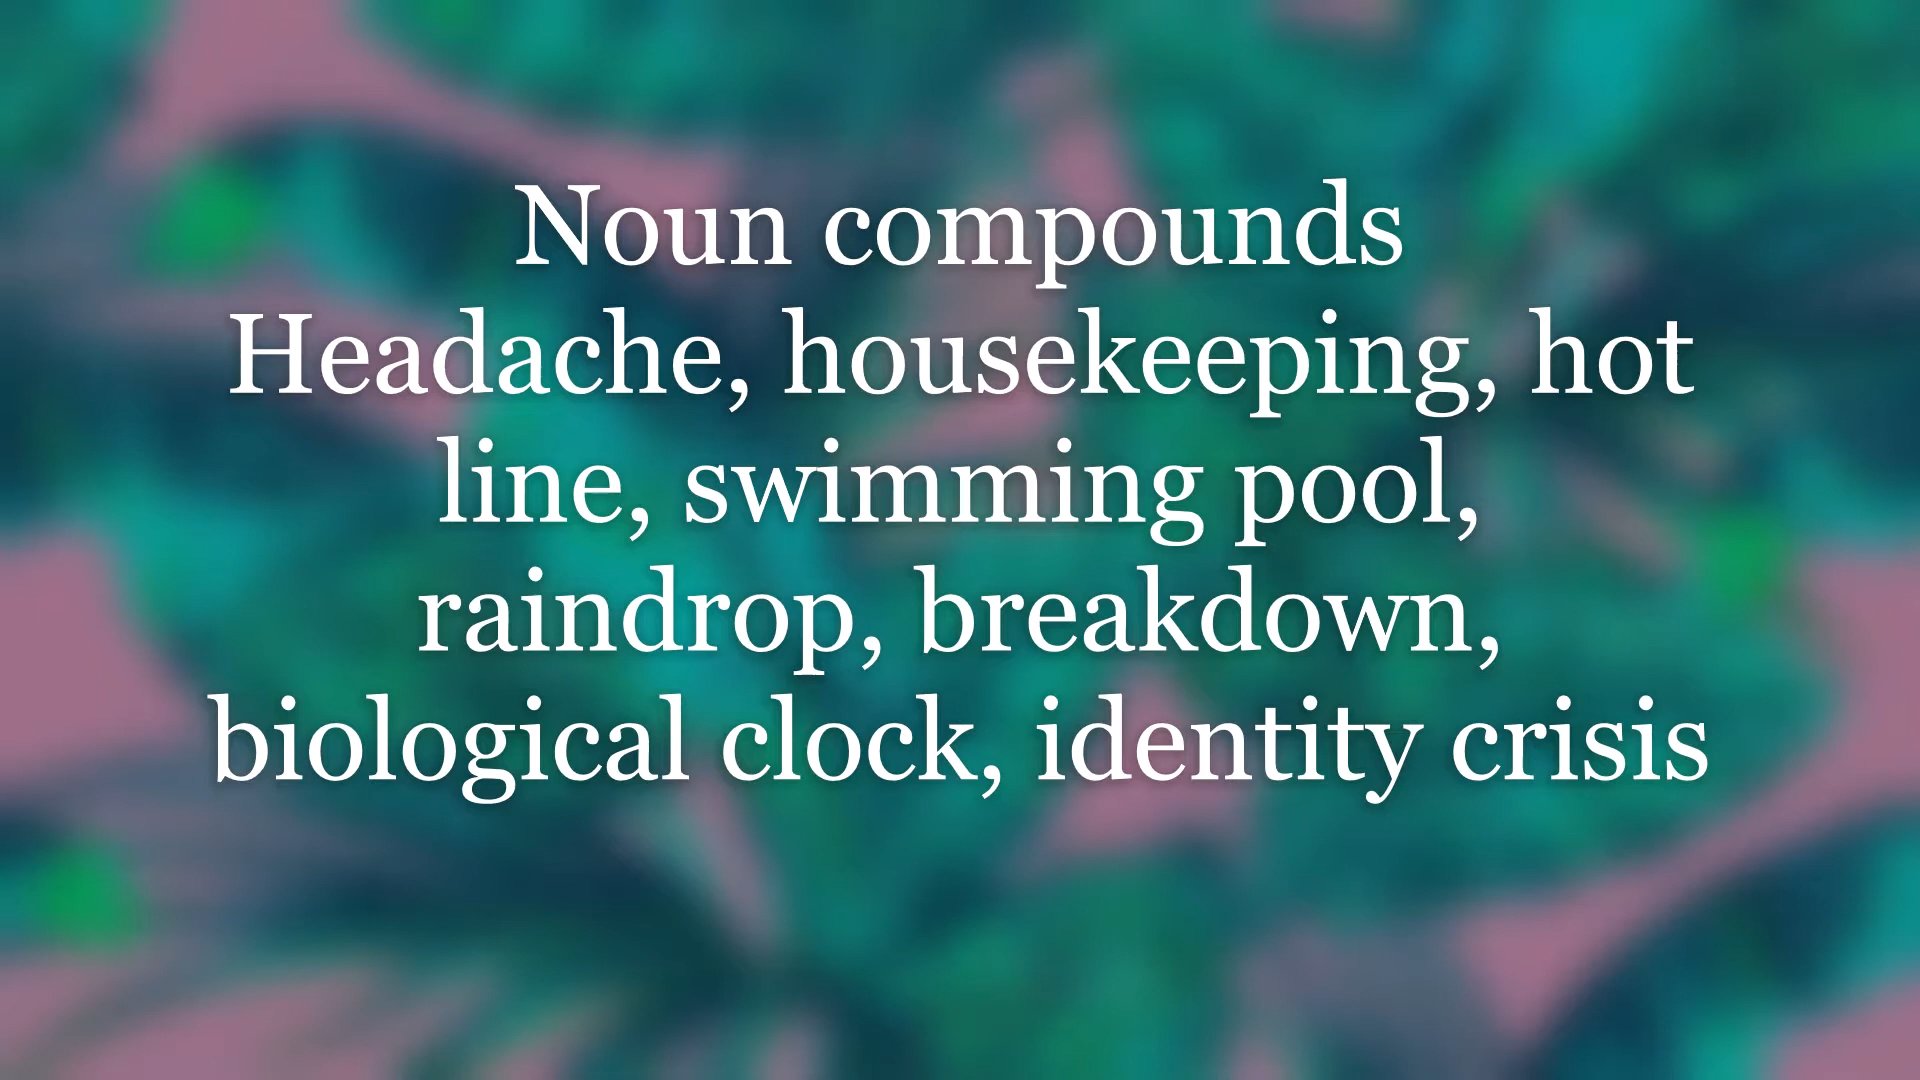 Noun compounds
Headache, housekeeping, hot
line, swimming pool,
raindrop, breakdown,
biological clock, identity crisis